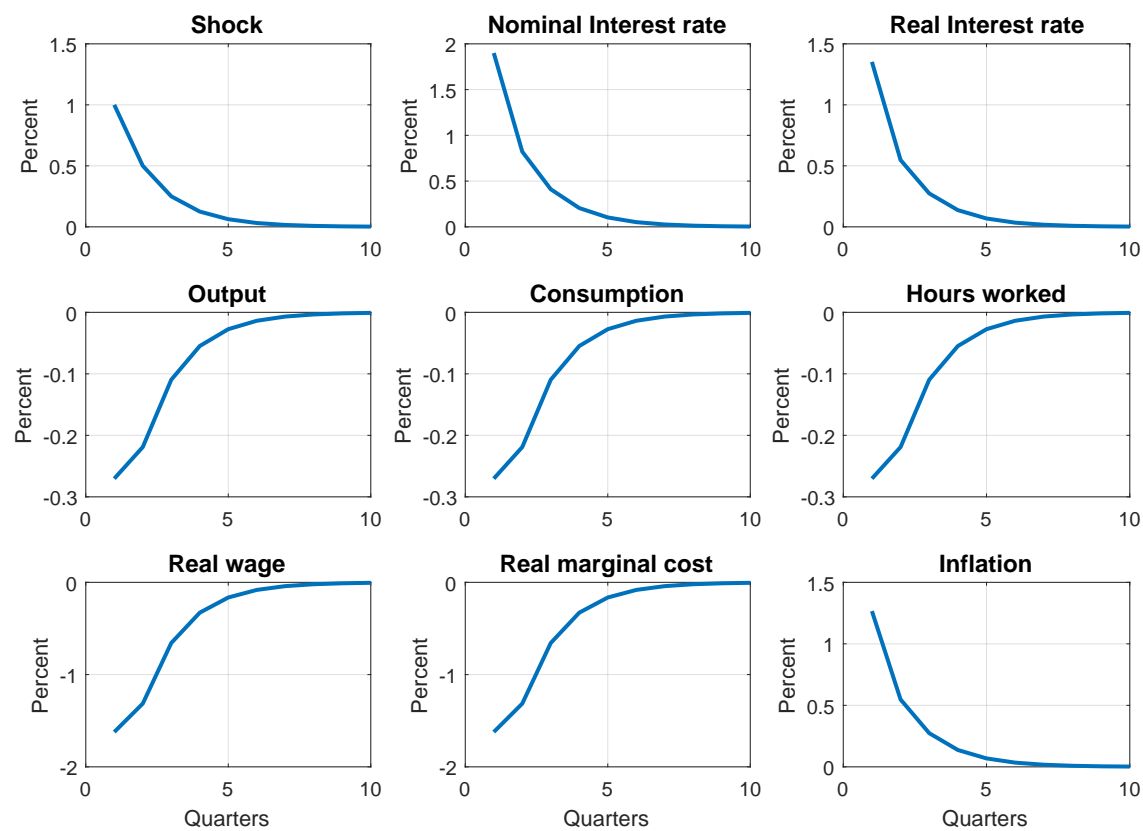 Shock
Nominal Interest rate
Real Interest rate
1.5
1
0.5
0
Percent
0
5
10
2
1.5
1
0.5
0
Percent
0
5
10
1.5
1
0.5
0
Percent
0
5
10
Output
Consumption
Hours worked
0
-0.1
-0.2
-0.3
Percent
0
5
10
0
-0.1
-0.2
-0.3
Percent
0
5
10
0
-0.1
-0.2
-0.3
Percent
0
5
10
Real wage
Real marginal cost
Inflation
0
-1
-2
Percent
0
5
10
Quarters
0
-1
-2
Percent
0
5
10
Quarters
1.5
1
0.5
0
Percent
0
5
10
Quarters